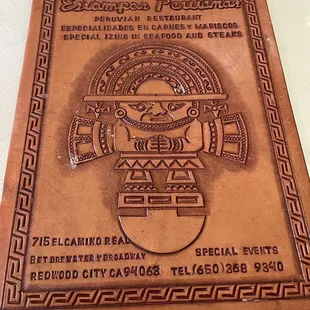 Estampas Peruanas
PERUVIAN RESTAURANT
ESPECIALIDADES EN CARNES Y MARISCOS
SPECIALIZING IN SEAFOOD AND STEAKS
715 EL CAMINO REAL
BET BREWSTER Y BROADWAY
SPECIAL EVENTS
REDWOOD CITY CA 94063
TEL (650) 368 9340